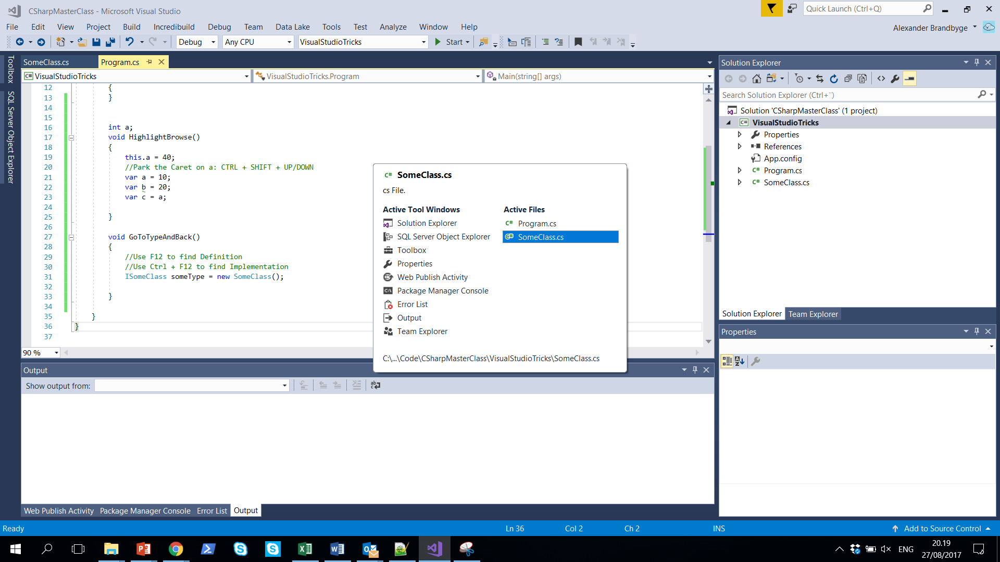 CSharpMasterClass - Microsoft Visual Studio
Quick Launch (Ctrl+Q)
File Edit View Project Build Incredibuild Debug Team Data Lake Tools Test Analyze Window Help
Alexander Brandbyge
Debug Any CPU VisualStudioTricks Start
Toolbox
SQL Server Object Explorer
SomeClass.cs Program.cs
VisualStudioTricks VisualStudioTricks.Program Main(string[] args)
12 {
13 }
14
15
16 int a;
17 void HighlightBrowse()
18 {
19 this.a = 40;
20 //Park the Caret on a: CTRL + SHIFT + UP/DOWN
21 var a = 10;
22 var b = 20;
23 var c = a;
24
25 }
26
27 void GoToTypeAndBack()
28 {
29 //Use F12 to find Definition
30 //Use Ctrl + F12 to find Implementation
31 ISomeClass someType = new SomeClass();
32
33 }
34
35 }
36 }
37
90 %
C# SomeClass.cs
cs File.
Active Tool Windows
Solution Explorer
SQL Server Object Explorer
Toolbox
Properties
Web Publish Activity
Package Manager Console
Error List
Output
Team Explorer
Active Files
C# Program.cs
C# SomeClass.cs
C:\...\Code\CSharpMasterClass\VisualStudioTricks\SomeClass.cs
Output
Show output from:
Web Publish Activity Package Manager Console Error List Output
Solution Explorer
Search Solution Explorer (Ctrl+¨)
Solution 'CSharpMasterClass' (1 project)
C# VisualStudioTricks
Properties
References
App.config
C# Program.cs
C# SomeClass.cs
Solution Explorer Team Explorer
Properties
Ready Ln 36 Col 2 Ch 2 INS Add to Source Control
ENG
20.19
27/08/2017